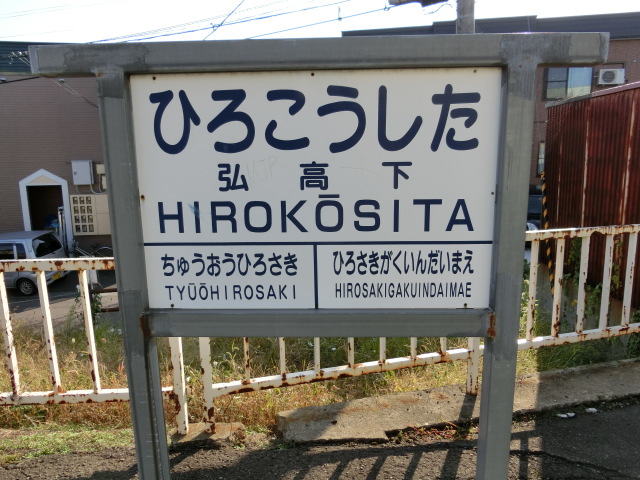 ひろこうした
弘高下
HIROKŌSITA
ちゅうおうひろさき
TYŪŌHIROSAKI
ひろさきがくいんだいまえ
HIROSAKIGAKUINDAIMAE